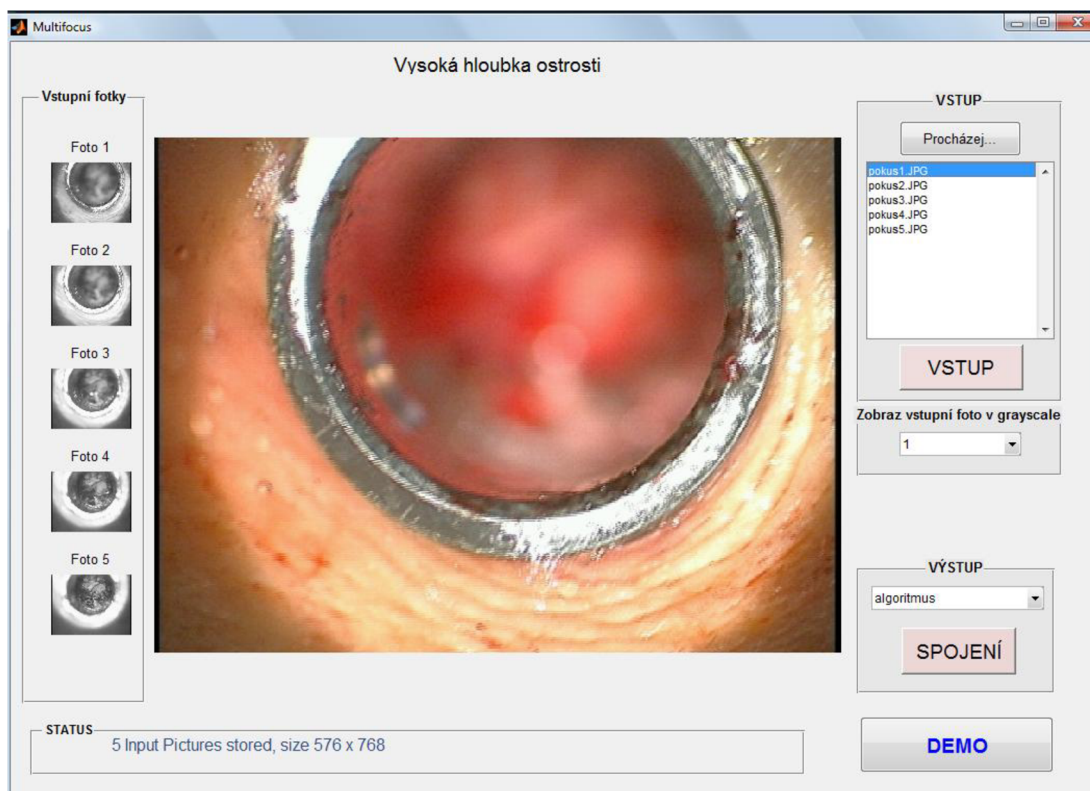 Multifocus
Vysoká hloubka ostrosti
Vstupní fotky
Foto 1
Foto 2
Foto 3
Foto 4
Foto 5
VSTUP
Procházej...
pokus1.JPG
pokus2.JPG
pokus3.JPG
pokus4.JPG
pokus5.JPG
VSTUP
Zobraz vstupní foto v grayscale
1
VÝSTUP
algoritmus
SPOJENÍ
STATUS
5 Input Pictures stored, size 576 x 768
DEMO